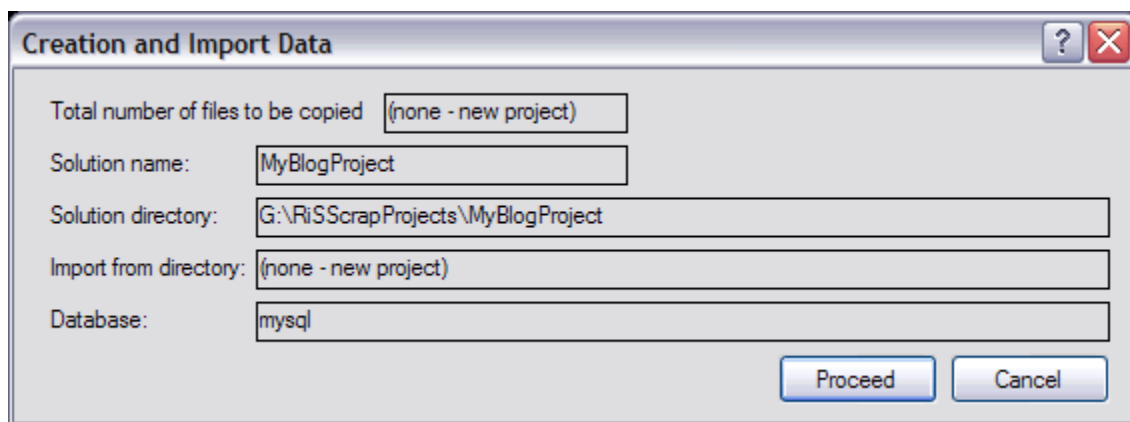 Creation and Import Data
Total number of files to be copied (none - new project)
Solution name: MyBlogProject
Solution directory: G:\RiSScrapProjects\MyBlogProject
Import from directory: (none - new project)
Database: mysql
Proceed Cancel